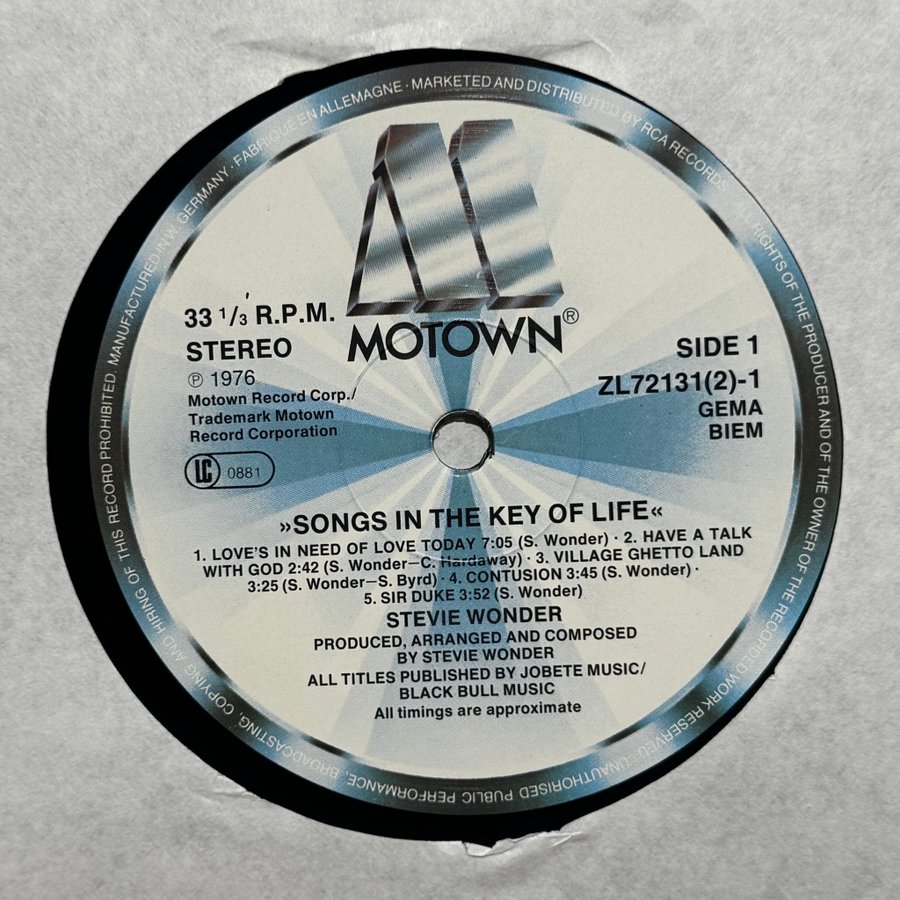 MANUFACTURED IN W. GERMANY · FABRIQUÉ EN ALLEMAGNE · MARKETED AND DISTRIBUTED BY RCA RECORDS · ALL RIGHTS OF THE PRODUCER AND OF THE OWNER OF THE RECORDED WORK RESERVED · UNAUTHORISED PUBLIC PERFORMANCE, BROADCASTING, COPYING AND HIRING OF THIS RECORD PROHIBITED.
MOTOWN®
33 1/3 R.P.M.
STEREO
℗ 1976
Motown Record Corp./
Trademark Motown
Record Corporation
LC 0881
SIDE 1
ZL72131(2)-1
GEMA
BIEM
»SONGS IN THE KEY OF LIFE«
1. LOVE'S IN NEED OF LOVE TODAY 7:05 (S. Wonder) · 2. HAVE A TALK
WITH GOD 2:42 (S. Wonder–C. Hardaway) · 3. VILLAGE GHETTO LAND
3:25 (S. Wonder–S. Byrd) · 4. CONTUSION 3:45 (S. Wonder) ·
5. SIR DUKE 3:52 (S. Wonder)
STEVIE WONDER
PRODUCED, ARRANGED AND COMPOSED
BY STEVIE WONDER
ALL TITLES PUBLISHED BY JOBETE MUSIC/
BLACK BULL MUSIC
All timings are approximate